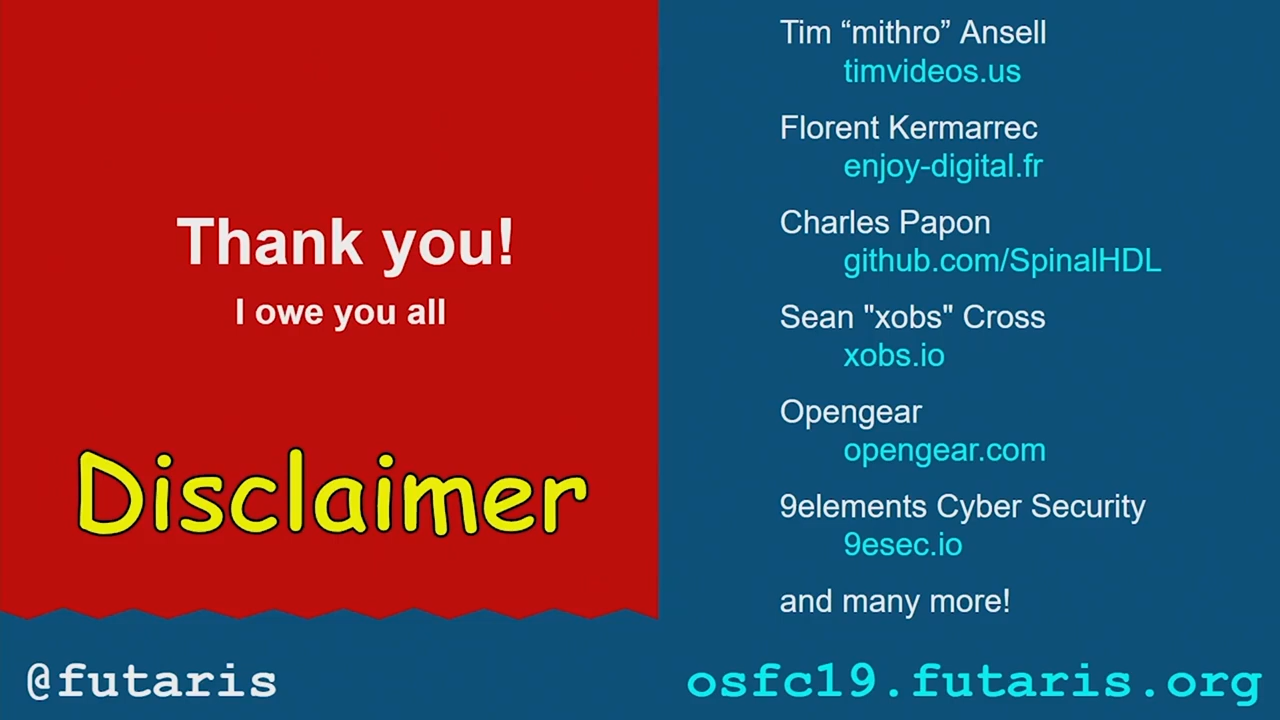 Thank you!
I owe you all
Disclaimer
Tim “mithro” Ansell
timvideos.us
Florent Kermarrec
enjoy-digital.fr
Charles Papon
github.com/SpinalHDL
Sean "xobs" Cross
xobs.io
Opengear
opengear.com
9elements Cyber Security
9esec.io
and many more!
@futaris
osfc19.futaris.org